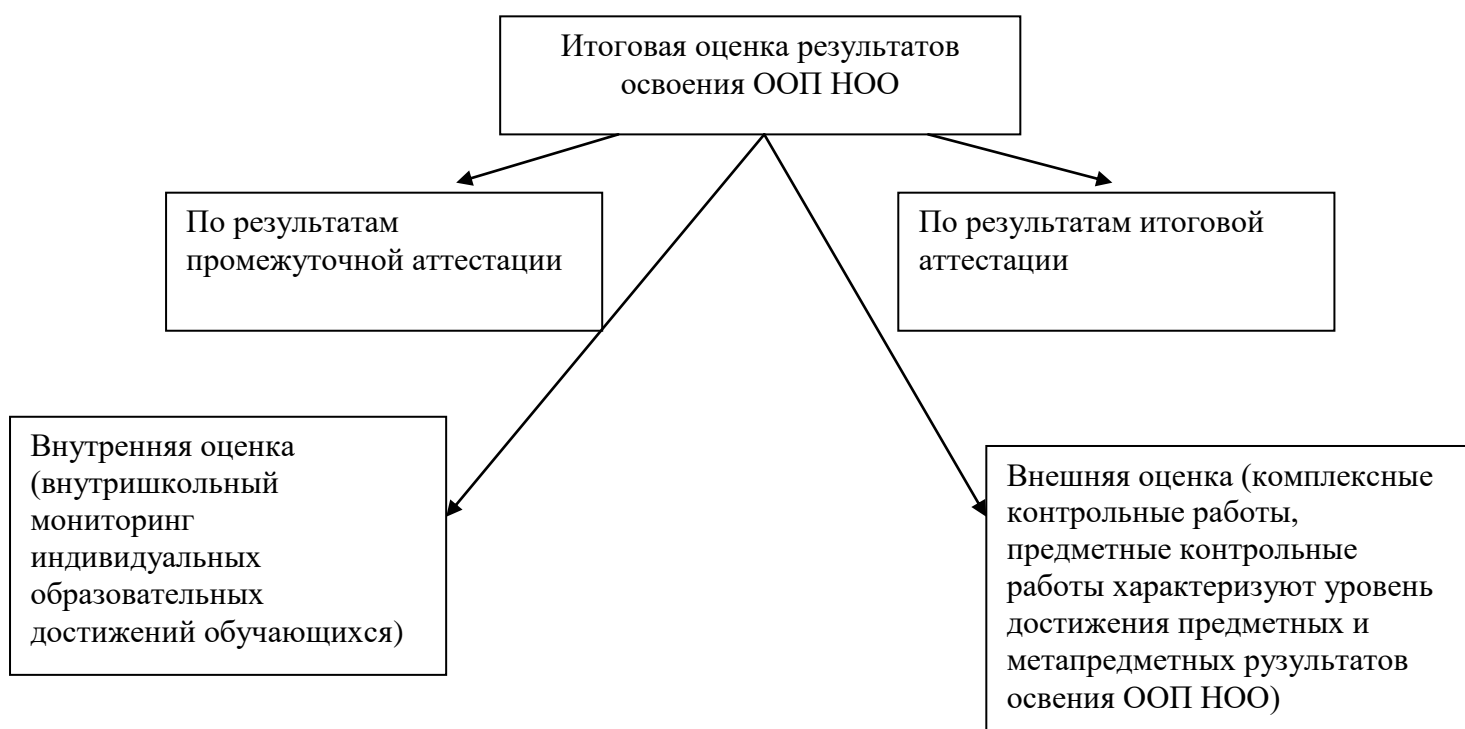 Итоговая оценка результатов
освоения ООП НОО
По результатам
промежуточной аттестации
По результатам итоговой
аттестации
Внутренняя оценка
(внутришкольный
мониторинг
индивидуальных
образовательных
достижений обучающихся)
Внешняя оценка (комплексные
контрольные работы,
предметные контрольные
работы характеризуют уровень
достижения предметных и
метапредметных рузультатов
освения ООП НОО)